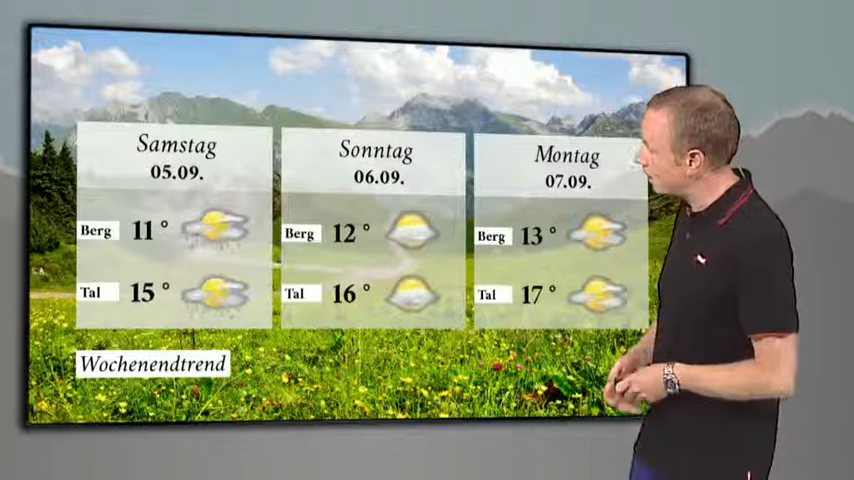 Samstag
05.09.
Berg 11 °
Tal 15 °
Sonntag
06.09.
Berg 12 °
Tal 16 °
Montag
07.09.
Berg 13 °
Tal 17 °
Wochenendtrend